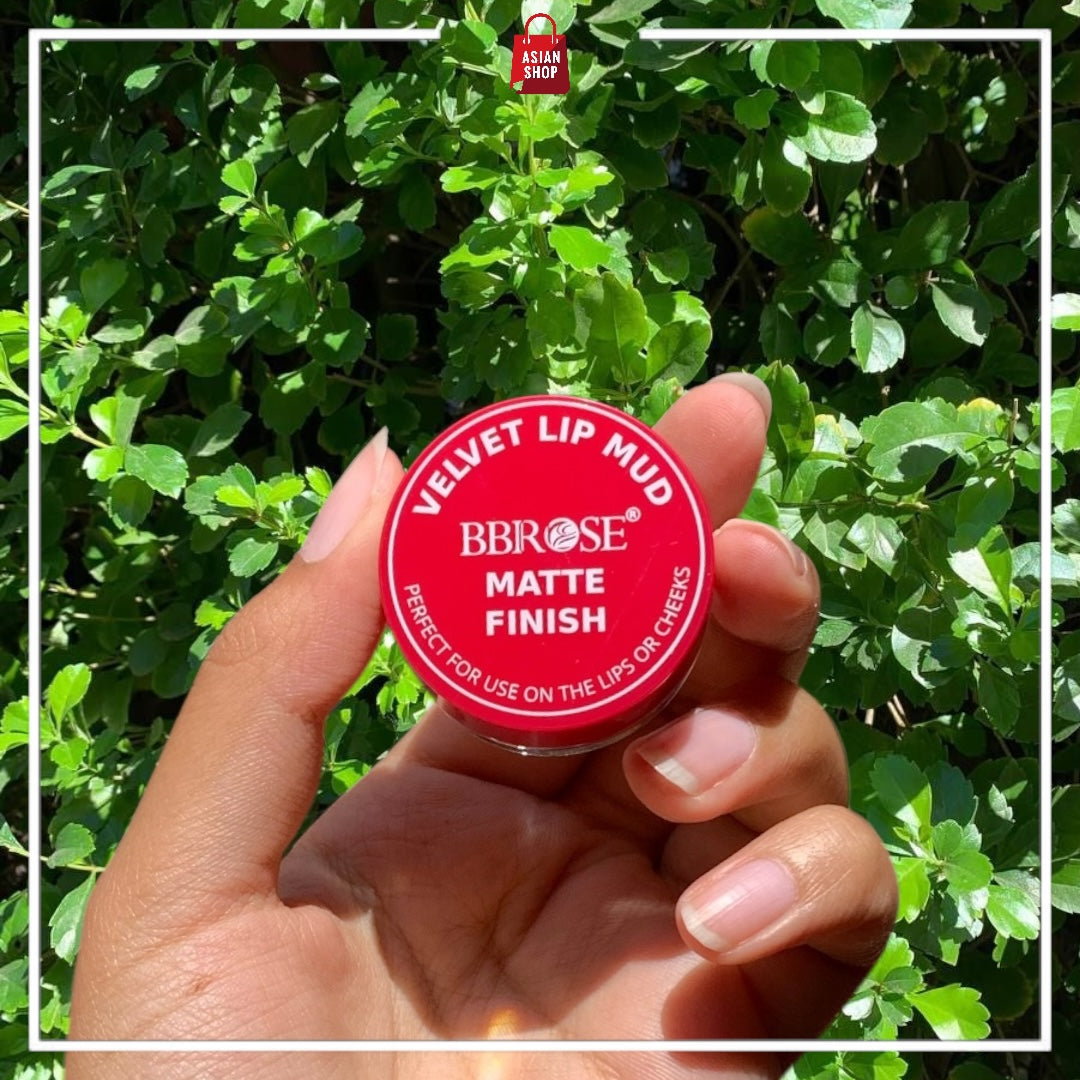 ASIAN
SHOP
VELVET LIP MUD
BBROSE®
MATTE
FINISH
PERFECT FOR USE ON THE LIPS OR CHEEKS